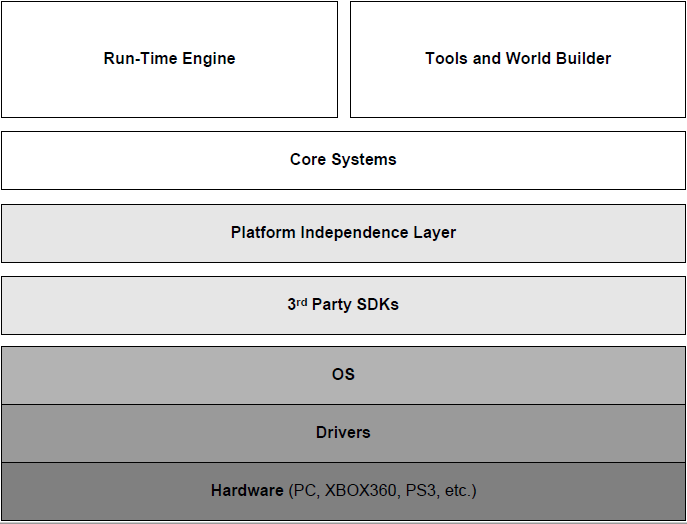 Run-Time Engine
Tools and World Builder
Core Systems
Platform Independence Layer
3rd Party SDKs
OS
Drivers
Hardware (PC, XBOX360, PS3, etc.)